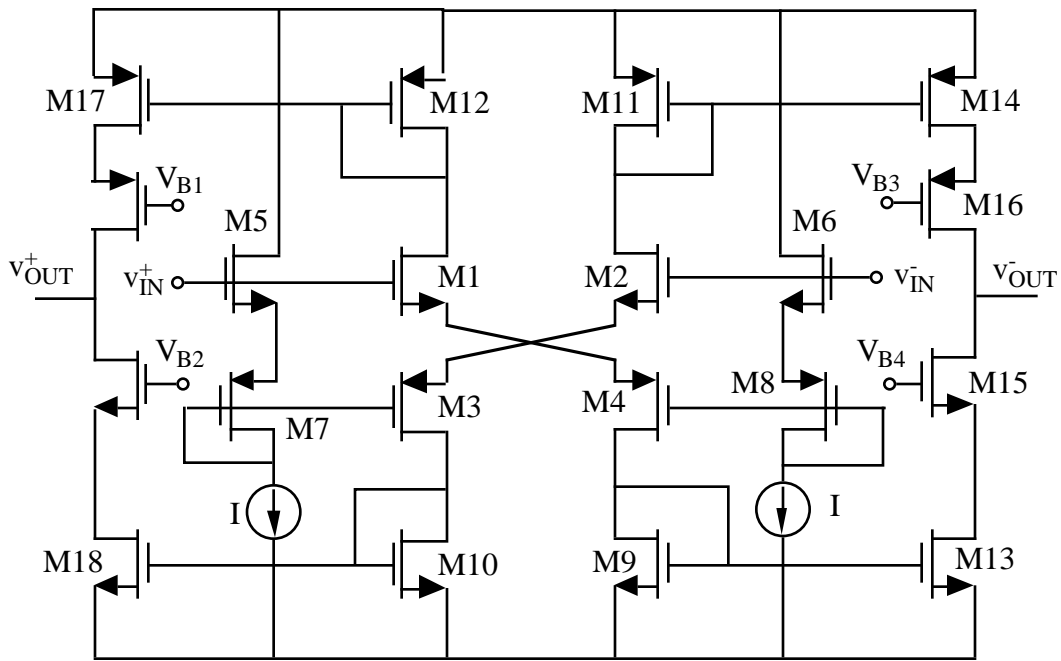 M17
M12
M11
M14
V_B1
V_B3
M16
M5
M6
v_IN^+
M1
M2
v_IN^-
v_OUT^+
v_OUT^-
V_B2
V_B4
M15
M7
M3
M4
M8
I
I
M18
M10
M9
M13